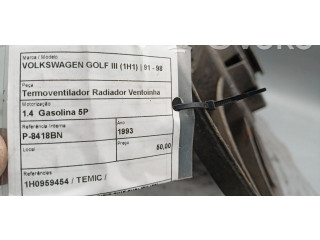 Marca / Modelo
VOLKSWAGEN GOLF III (1H1) | 91 - 98
Peça
Termoventilador Radiador Ventoinha
Motorização
1.4 Gasolina 5P
Referência Interna Ano
P-8418BN 1993
Local Preço
50,00
Referências
1H0959454 / TEMIC /